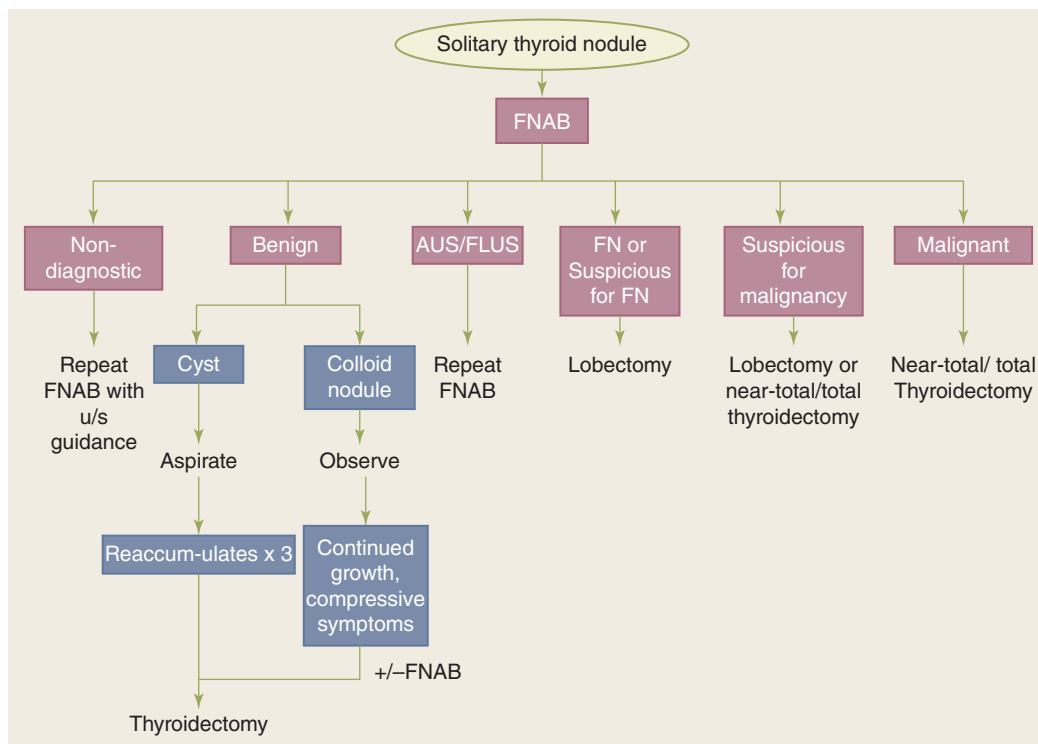 Solitary thyroid nodule
FNAB
Non-
diagnostic
Benign
AUS/FLUS
FN or
Suspicious
for FN
Suspicious
for
malignancy
Malignant
Repeat
FNAB with
u/s
guidance
Cyst
Colloid
nodule
Repeat
FNAB
Lobectomy
Lobectomy or
near-total/total
thyroidectomy
Near-total/ total
Thyroidectomy
Aspirate
Observe
Reaccum-ulates x 3
Continued
growth,
compressive
symptoms
+/–FNAB
Thyroidectomy